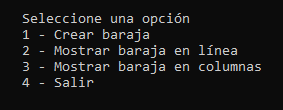 Seleccione una opción
1 - Crear baraja
2 - Mostrar baraja en línea
3 - Mostrar baraja en columnas
4 - Salir